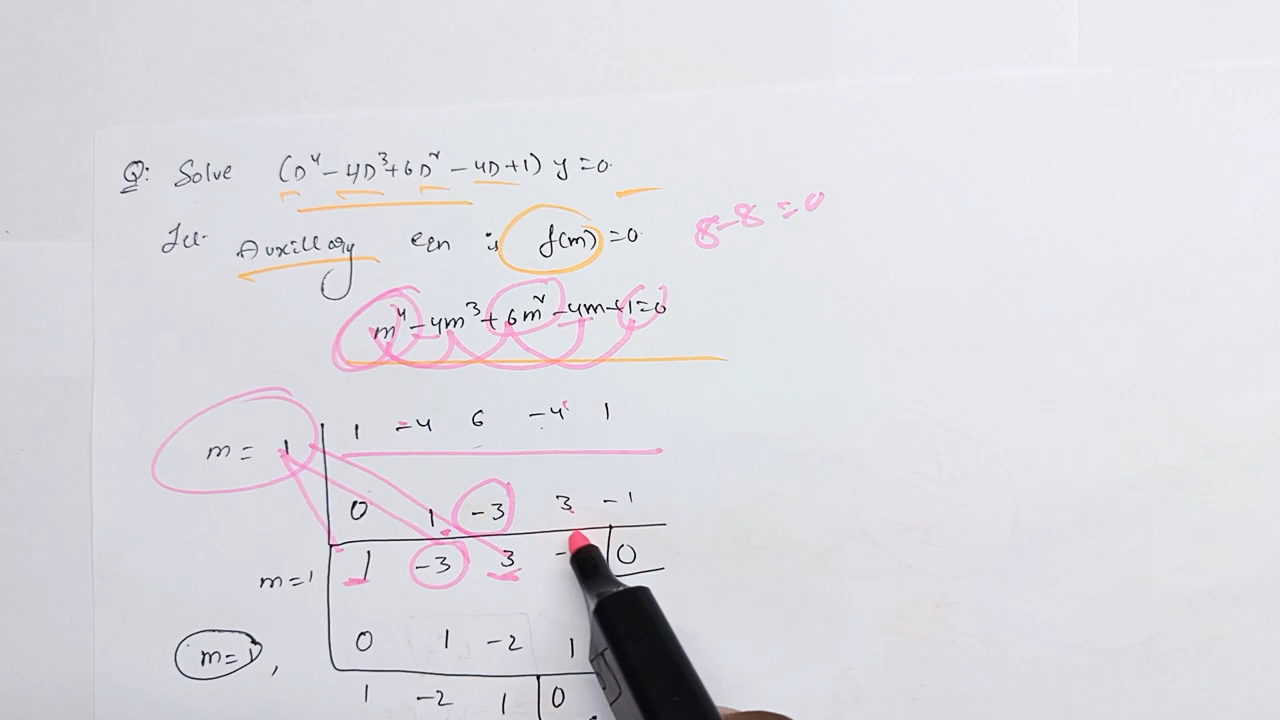 Q: Solve (D⁴ - 4D³ + 6D² - 4D + 1) y = 0.
Auxillary eqn is f(m) = 0.
8 - 8 = 0
m⁴ - 4m³ + 6m² - 4m + 1 = 0
m = 1 | 1 -4 6 -4 1
0 1 -3 3 -1
m = 1 | 1 -3 3 - | 0
0 1 -2 1
m = 1,
1 -2 1 | 0